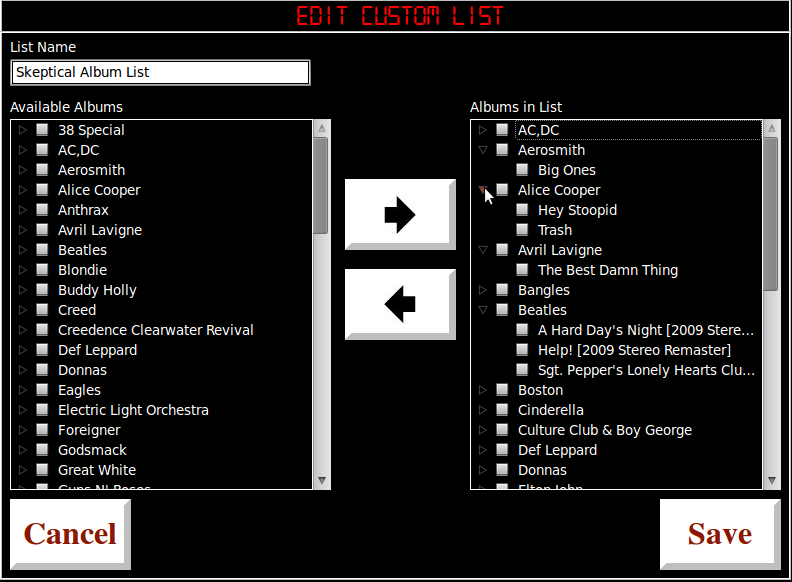 EDIT CUSTOM LIST
List Name
Skeptical Album List
Available Albums
38 Special
AC,DC
Aerosmith
Alice Cooper
Anthrax
Avril Lavigne
Beatles
Blondie
Buddy Holly
Creed
Creedence Clearwater Revival
Def Leppard
Donnas
Eagles
Electric Light Orchestra
Foreigner
Godsmack
Great White
Guns N' Roses
Albums in List
AC,DC
Aerosmith
Big Ones
Alice Cooper
Hey Stoopid
Trash
Avril Lavigne
The Best Damn Thing
Bangles
Beatles
A Hard Day's Night [2009 Stere...
Help! [2009 Stereo Remaster]
Sgt. Pepper's Lonely Hearts Clu...
Boston
Cinderella
Culture Club & Boy George
Def Leppard
Donnas
Elton John
Cancel
Save